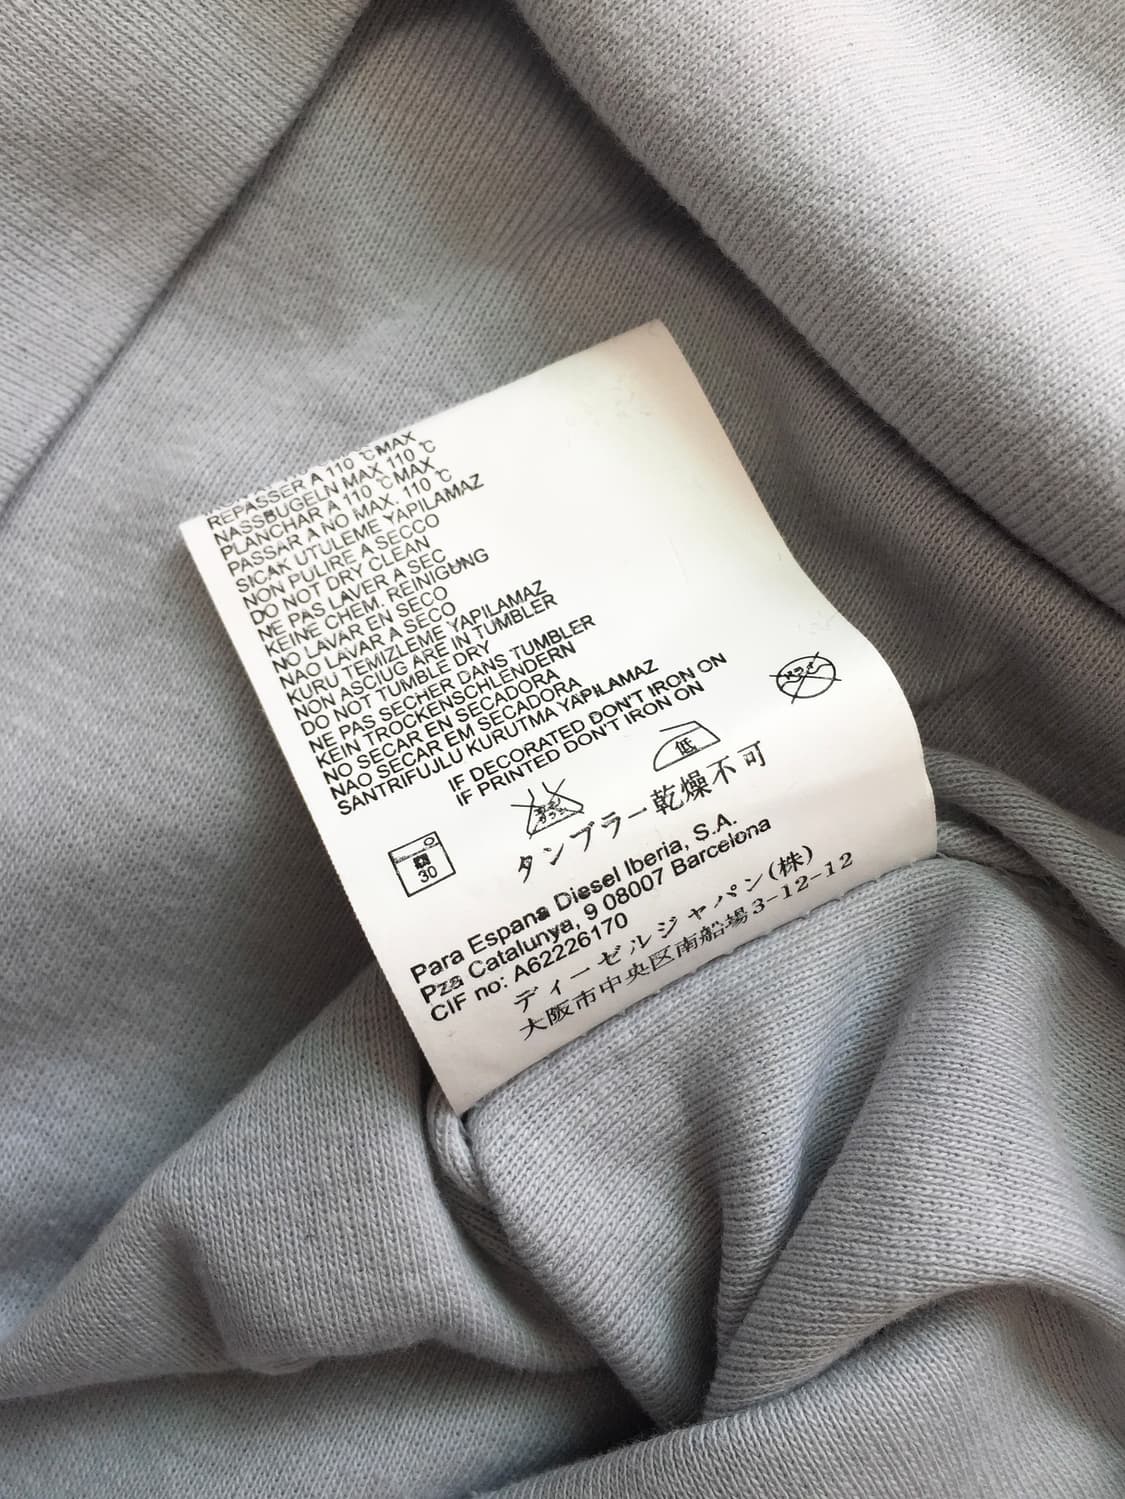 REPASSER A 110 °C MAX
NASSBUGELN MAX. 110 °C
PLANCHAR A 110 °C MAX
PASSAR A NO MAX. 110 °C
SICAK UTULEME YAPILAMAZ
NON PULIRE A SECCO
DO NOT DRY CLEAN
NE PAS LAVER A SEC
KEINE CHEM. REINIGUNG
NO LAVAR EN SECO
NAO LAVAR A SECO
KURU TEMIZLEME YAPILAMAZ
NON ASCIUG ARE IN TUMBLER
DO NOT TUMBLE DRY
NE PAS SECHER DANS TUMBLER
KEIN TROCKENSCHLENDERN
NO SECAR EN SECADORA
NAO SECAR EM SECADORA
SANTRIFUJLU KURUTMA YAPILAMAZ
IF DECORATED DON'T IRON ON
IF PRINTED DON'T IRON ON
30
低
タンブラー乾燥不可
Para Espana Diesel Iberia, S.A.
Pza Catalunya, 9 08007 Barcelona
CIF no: A62226170
ディーゼルジャパン(株)
大阪市中央区南船場3-12-12